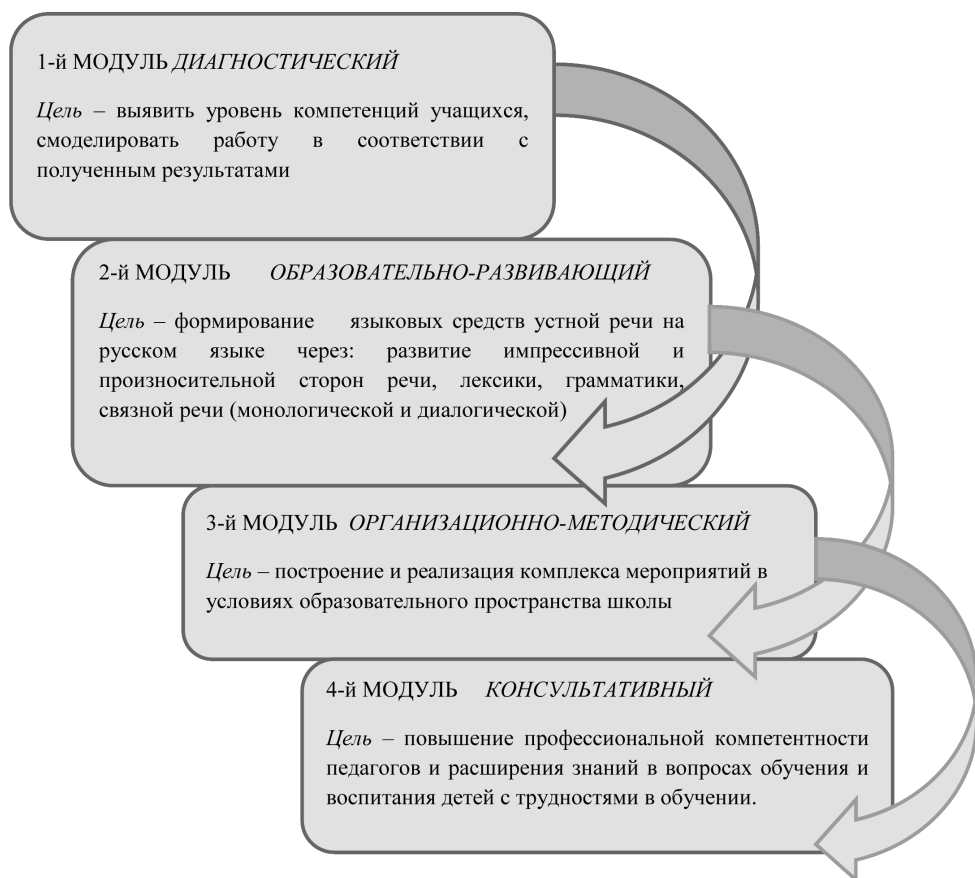 1-й МОДУЛЬ ДИАГНОСТИЧЕСКИЙ
Цель – выявить уровень компетенций учащихся,
смоделировать работу в соответствии с
полученным результатами
2-й МОДУЛЬ ОБРАЗОВАТЕЛЬНО-РАЗВИВАЮЩИЙ
Цель – формирование языковых средств устной речи на
русском языке через: развитие импрессивной и
произносительной сторон речи, лексики, грамматики,
связной речи (монологической и диалогической)
3-й МОДУЛЬ ОРГАНИЗАЦИОННО-МЕТОДИЧЕСКИЙ
Цель – построение и реализация комплекса мероприятий в
условиях образовательного пространства школы
4-й МОДУЛЬ КОНСУЛЬТАТИВНЫЙ
Цель – повышение профессиональной компетентности
педагогов и расширения знаний в вопросах обучения и
воспитания детей с трудностями в обучении.